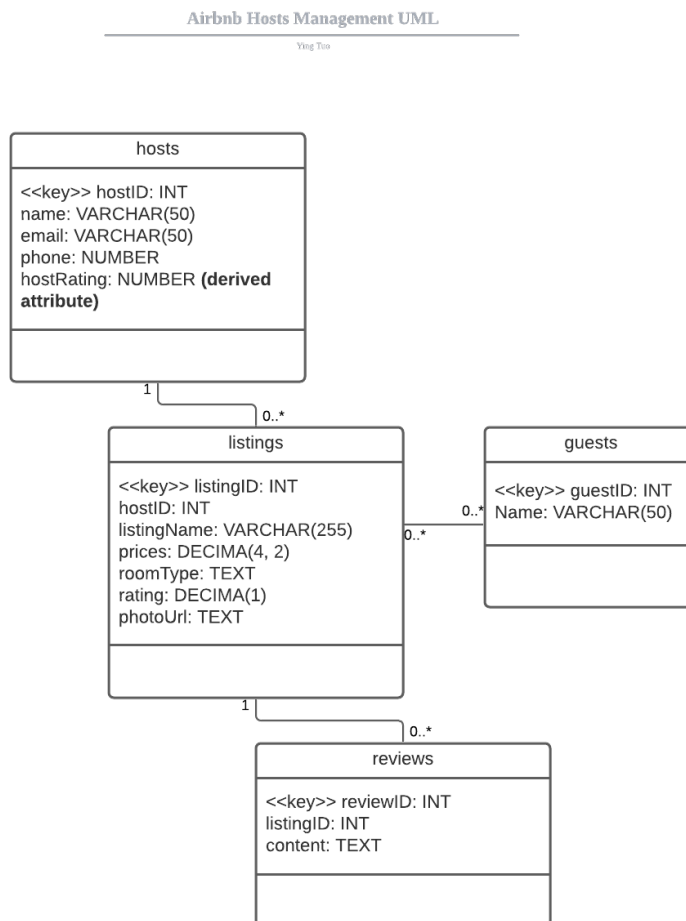 Airbnb Hosts Management UML
Ying Tuo
hosts
<<key>> hostID: INT
name: VARCHAR(50)
email: VARCHAR(50)
phone: NUMBER
hostRating: NUMBER (derived
attribute)
1
0..*
listings
<<key>> listingID: INT
hostID: INT
listingName: VARCHAR(255)
prices: DECIMA(4, 2)
roomType: TEXT
rating: DECIMA(1)
photoUrl: TEXT
0..*
0..*
guests
<<key>> guestID: INT
Name: VARCHAR(50)
1
0..*
reviews
<<key>> reviewID: INT
listingID: INT
content: TEXT